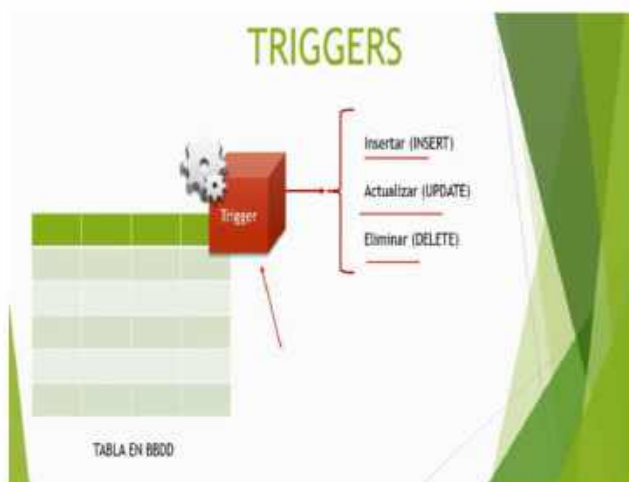 TRIGGERS
Insertar (INSERT)
Trigger
Actualizar (UPDATE)
Eliminar (DELETE)
TABLA EN BBDD